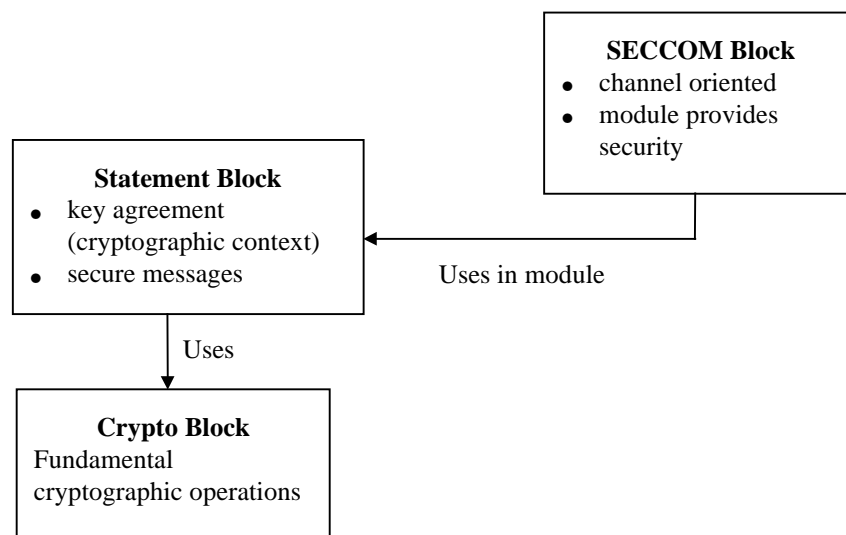 SECCOM Block
• channel oriented
• module provides
security
Statement Block
• key agreement
(cryptographic context)
• secure messages
Uses in module
Uses
Crypto Block
Fundamental
cryptographic operations